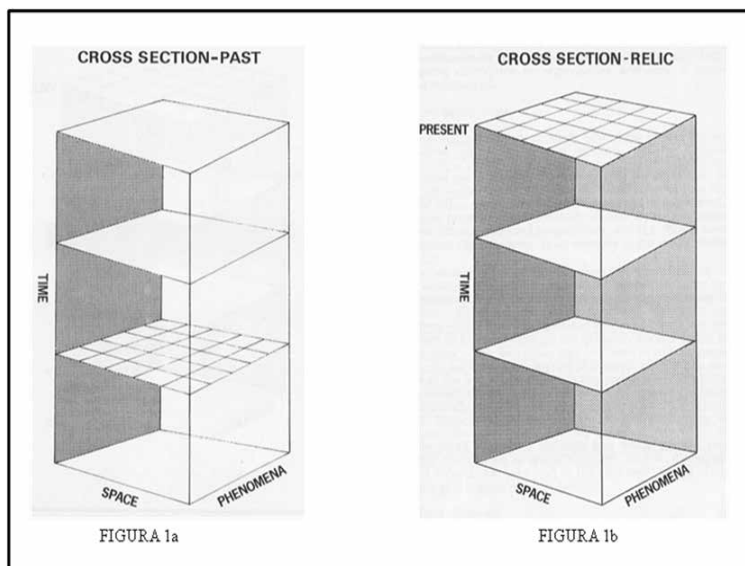 CROSS SECTION-PAST
TIME
SPACE
PHENOMENA
FIGURA 1a
CROSS SECTION-RELIC
PRESENT
TIME
SPACE
PHENOMENA
FIGURA 1b